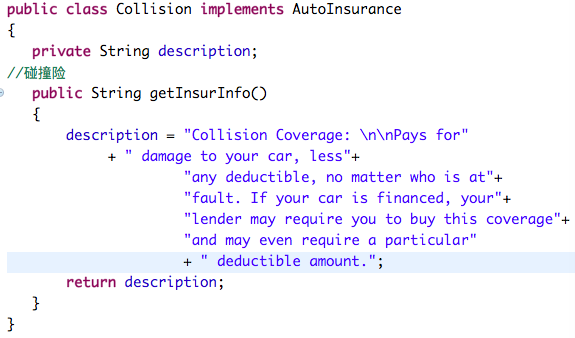 public class Collision implements AutoInsurance
{
private String description;
//碰撞险
public String getInsurInfo()
{
description = "Collision Coverage: \n\nPays for"
+ " damage to your car, less"+
"any deductible, no matter who is at"+
"fault. If your car is financed, your"+
"lender may require you to buy this coverage"+
"and may even require a particular"
+ " deductible amount.";
return description;
}
}